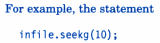 For example, the statement
infile.seekg(10);